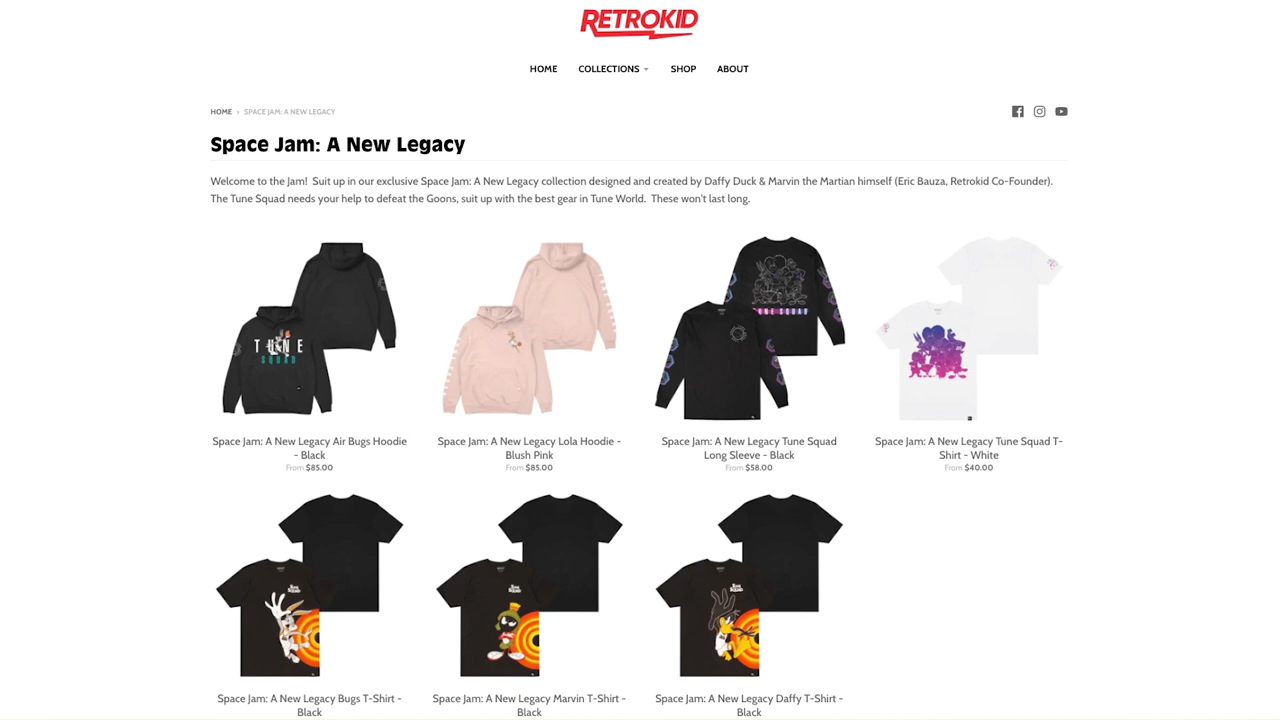 RETROKID
HOME COLLECTIONS SHOP ABOUT
HOME › SPACE JAM: A NEW LEGACY
Space Jam: A New Legacy
Welcome to the Jam! Suit up in our exclusive Space Jam: A New Legacy collection designed and created by Daffy Duck & Marvin the Martian himself (Eric Bauza, Retrokid Co-Founder).
The Tune Squad needs your help to defeat the Goons, suit up with the best gear in Tune World. These won't last long.
TUNE
SQUAD
TUNE SQUAD
Space Jam: A New Legacy Air Bugs Hoodie
- Black
From $85.00
Space Jam: A New Legacy Lola Hoodie -
Blush Pink
From $85.00
Space Jam: A New Legacy Tune Squad
Long Sleeve - Black
From $58.00
Space Jam: A New Legacy Tune Squad T-
Shirt - White
From $40.00
TUNE
SQUAD
TUNE
SQUAD
TUNE
SQUAD
Space Jam: A New Legacy Bugs T-Shirt -
Black
Space Jam: A New Legacy Marvin T-Shirt -
Black
Space Jam: A New Legacy Daffy T-Shirt -
Black